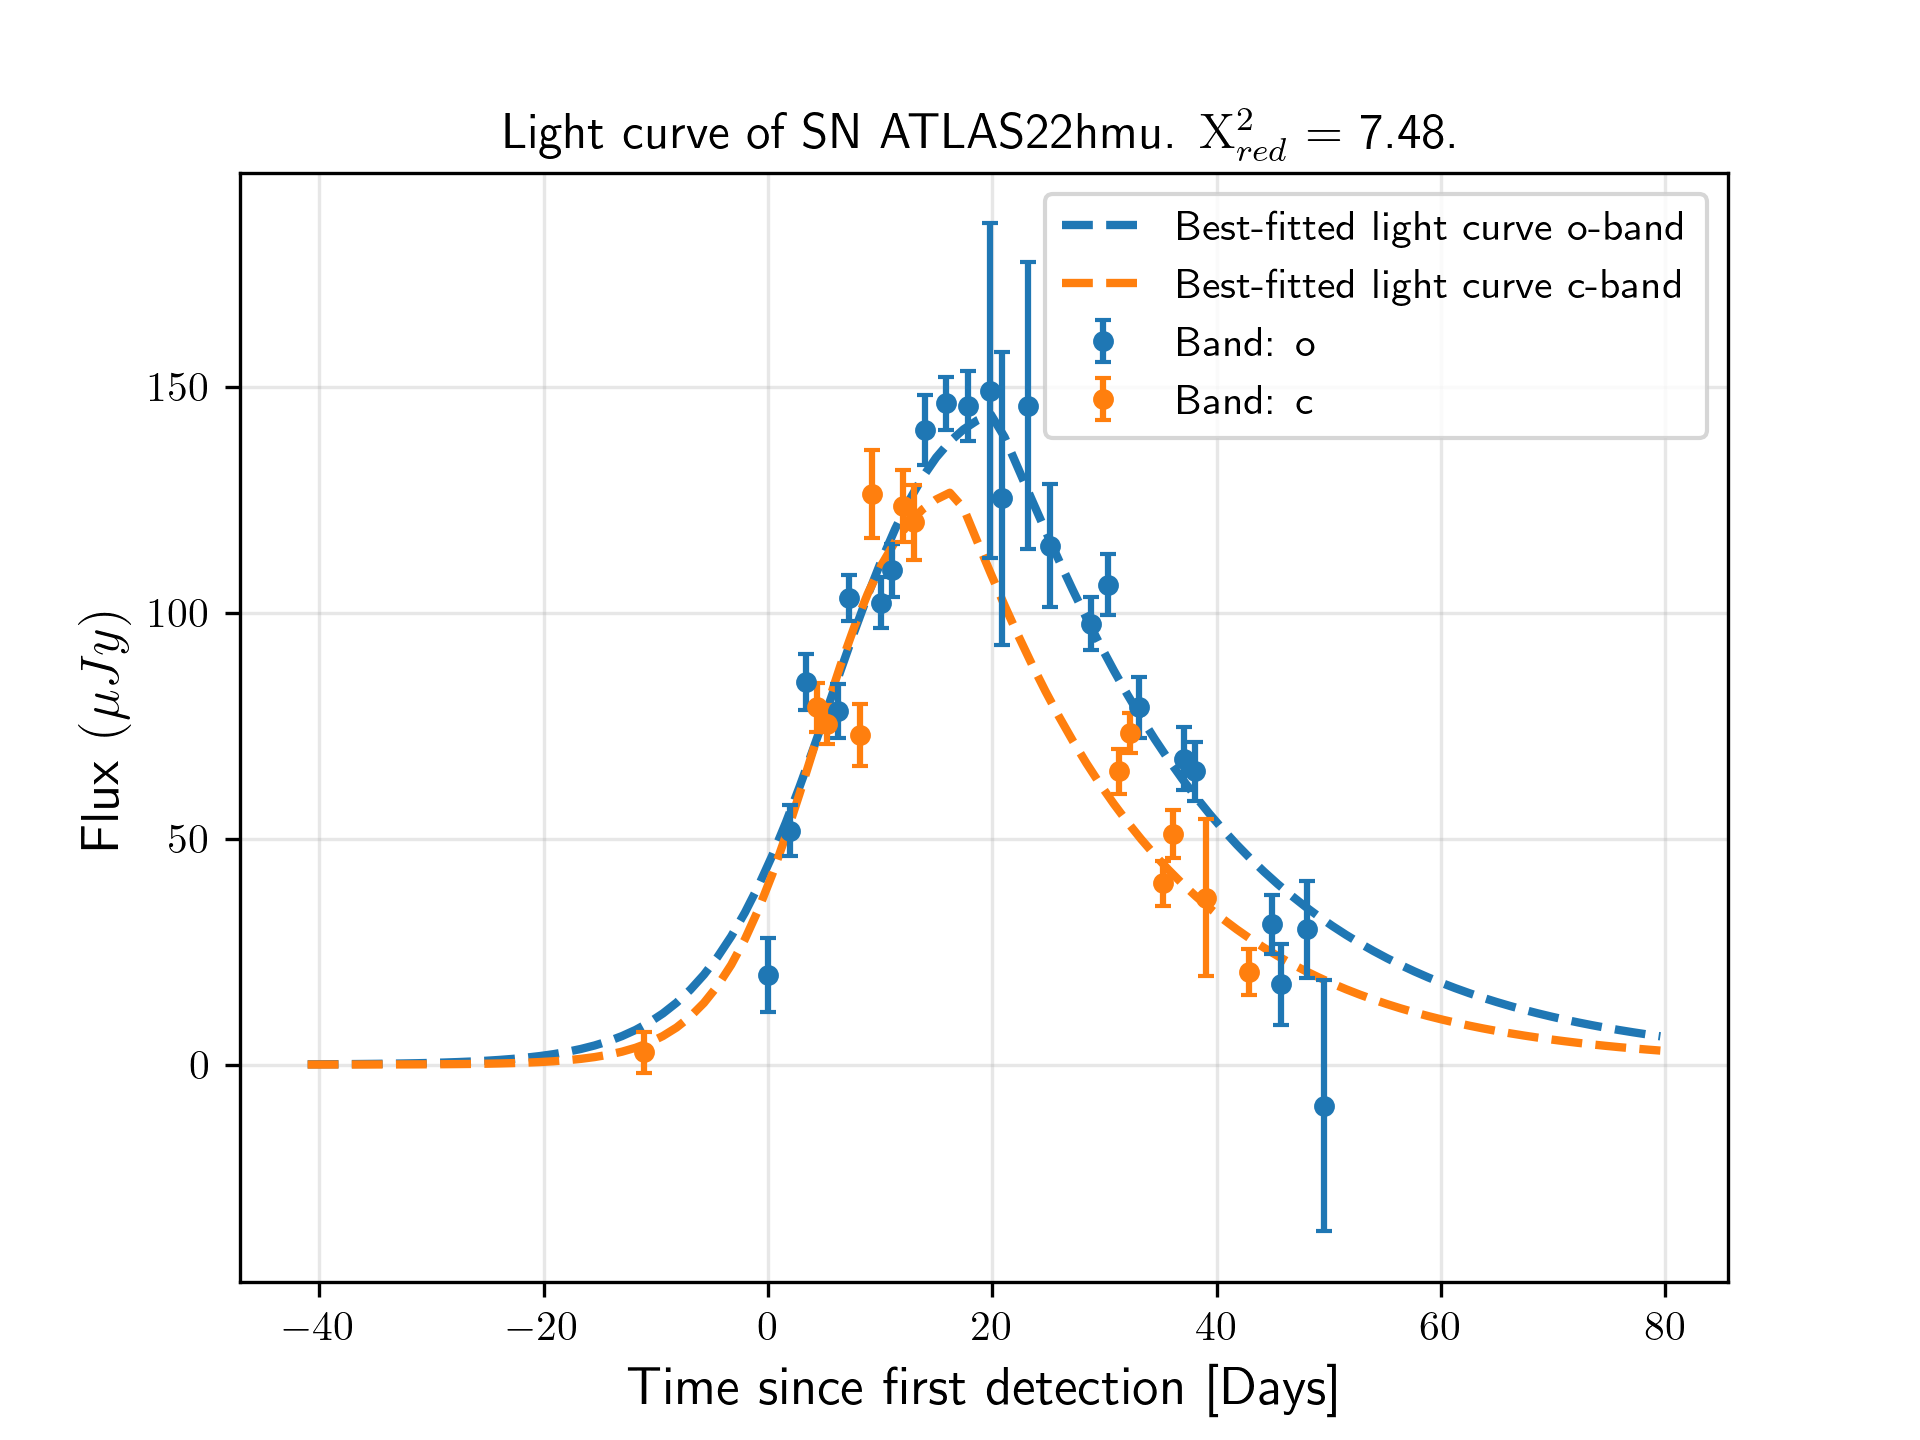 Light curve of SN ATLAS22hmu. X²_red = 7.48.
Best-fitted light curve o-band
Best-fitted light curve c-band
Band: o
Band: c
Flux (μJy)
150
100
50
0
−40 −20 0 20 40 60 80
Time since first detection [Days]